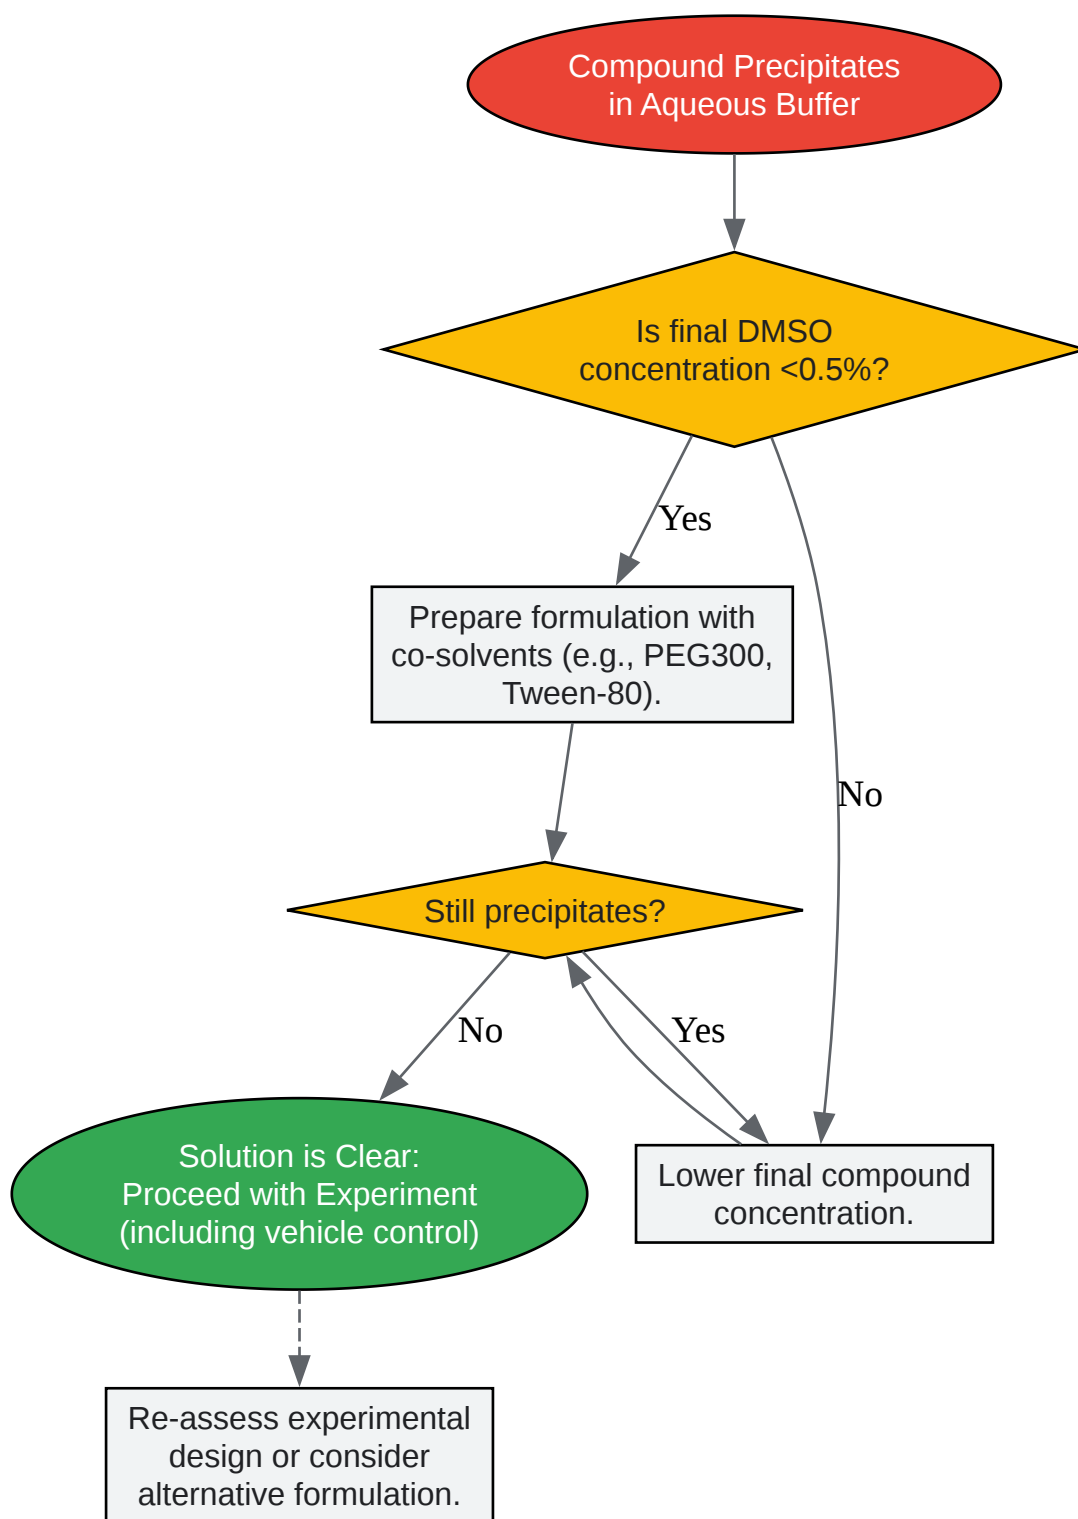 Compound Precipitates
in Aqueous Buffer
Is final DMSO
concentration <0.5%?
Yes
Prepare formulation with
co-solvents (e.g., PEG300,
Tween-80).
No
Still precipitates?
No
Yes
Solution is Clear:
Proceed with Experiment
(including vehicle control)
Lower final compound
concentration.
Re-assess experimental
design or consider
alternative formulation.